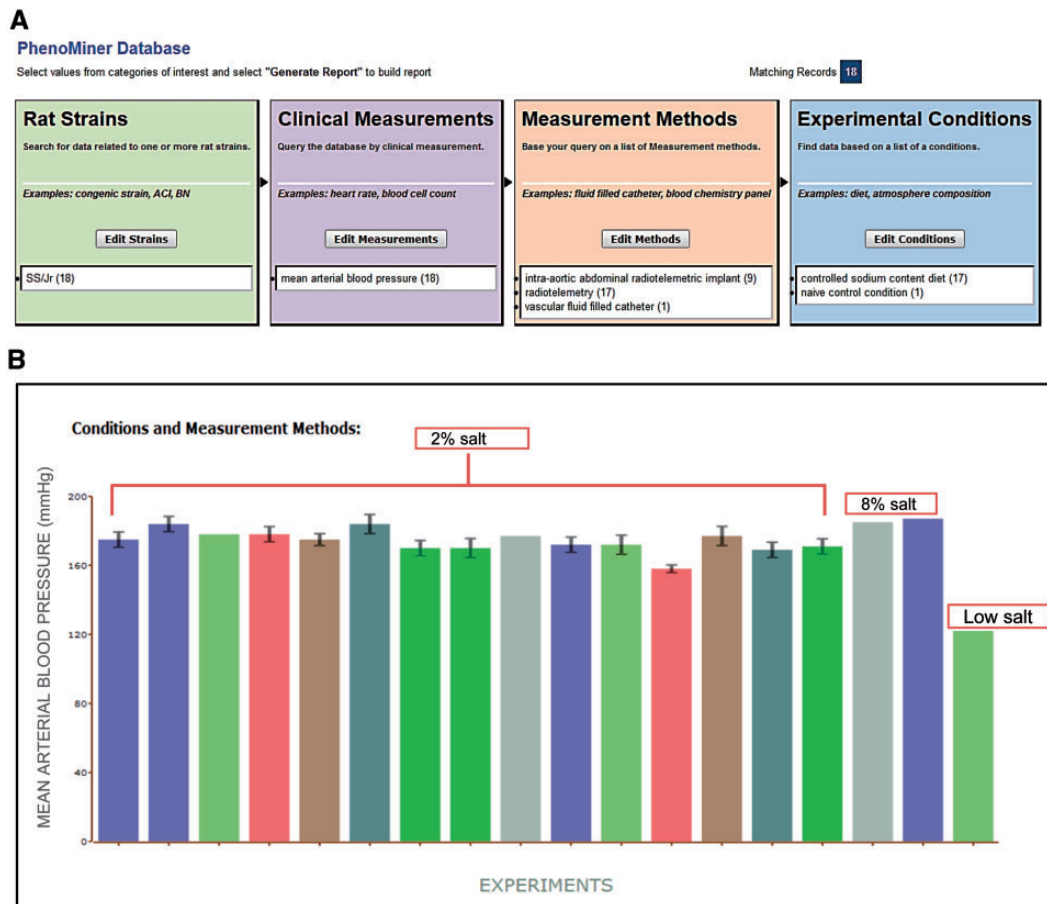 A
PhenoMiner Database
Select values from categories of interest and select "Generate Report" to build report
Matching Records 18
Rat Strains
Search for data related to one or more rat strains.
Examples: congenic strain, ACI, BN
Edit Strains
SS/Jr (18)
Clinical Measurements
Query the database by clinical measurement.
Examples: heart rate, blood cell count
Edit Measurements
mean arterial blood pressure (18)
Measurement Methods
Base your query on a list of Measurement methods.
Examples: fluid filled catheter, blood chemistry panel
Edit Methods
intra-aortic abdominal radiotelemetric implant (9)
radiotelemetry (17)
vascular fluid filled catheter (1)
Experimental Conditions
Find data based on a list of a conditions.
Examples: diet, atmosphere composition
Edit Conditions
controlled sodium content diet (17)
naive control condition (1)
B
Conditions and Measurement Methods:
2% salt
8% salt
Low salt
MEAN ARTERIAL BLOOD PRESSURE (mmHg)
200
160
120
80
40
0
EXPERIMENTS